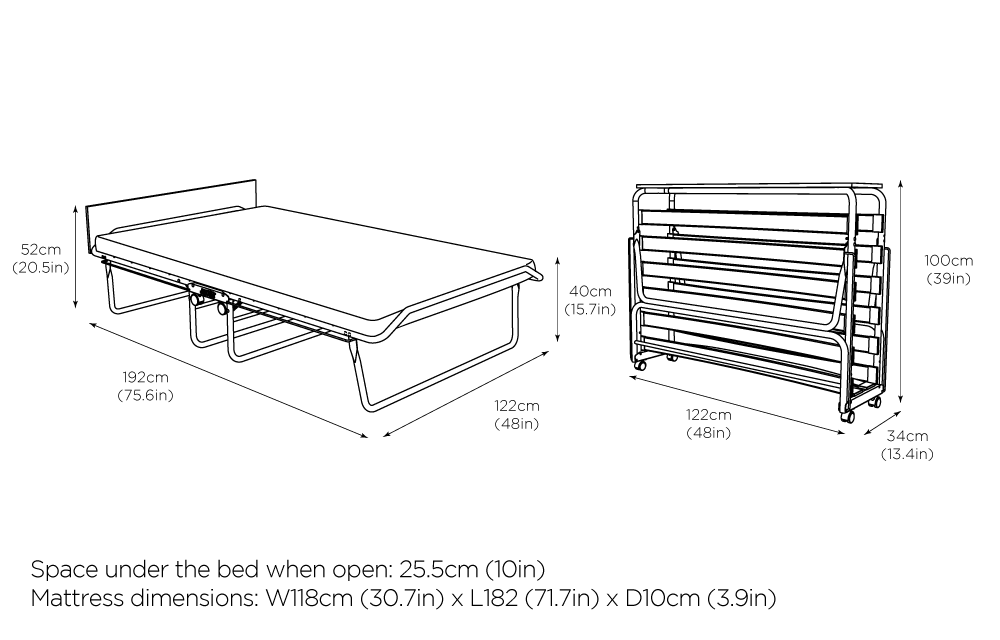 52cm
(20.5in)
192cm
(75.6in)
122cm
(48in)
40cm
(15.7in)
100cm
(39in)
122cm
(48in)
34cm
(13.4in)
Space under the bed when open: 25.5cm (10in)
Mattress dimensions: W118cm (30.7in) x L182 (71.7in) x D10cm (3.9in)